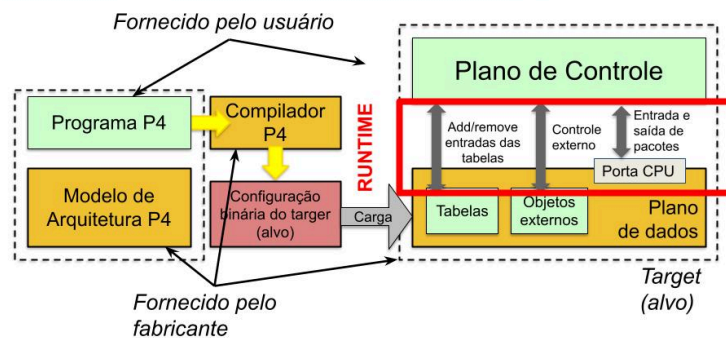 Fornecido pelo usuário
Programa P4
Modelo de
Arquitetura P4
Compilador
P4
Configuração
binária do targer
(alvo)
Fornecido pelo
fabricante
RUNTIME
Carga
Plano de Controle
Add/remove
entradas das
tabelas
Controle
externo
Entrada e
saída de
pacotes
Porta CPU
Tabelas
Objetos
externos
Plano
de dados
Target
(alvo)